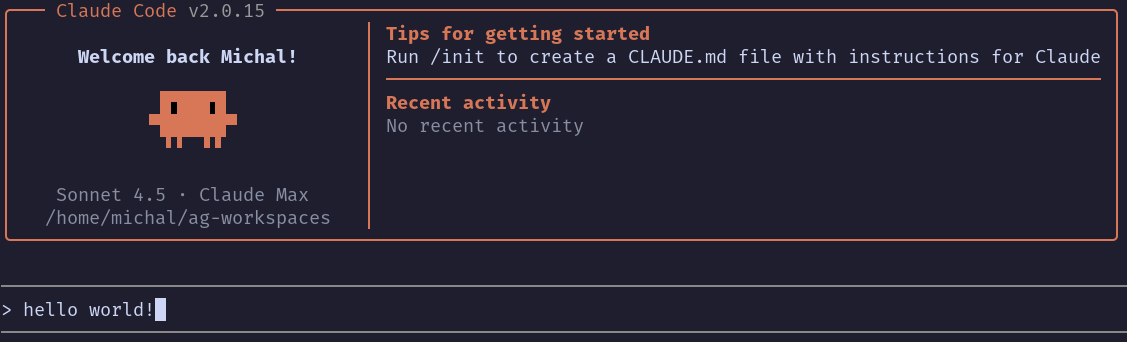 Claude Code v2.0.15
Welcome back Michal!
Sonnet 4.5 · Claude Max
/home/michal/ag-workspaces
Tips for getting started
Run /init to create a CLAUDE.md file with instructions for Claude
Recent activity
No recent activity
> hello world!